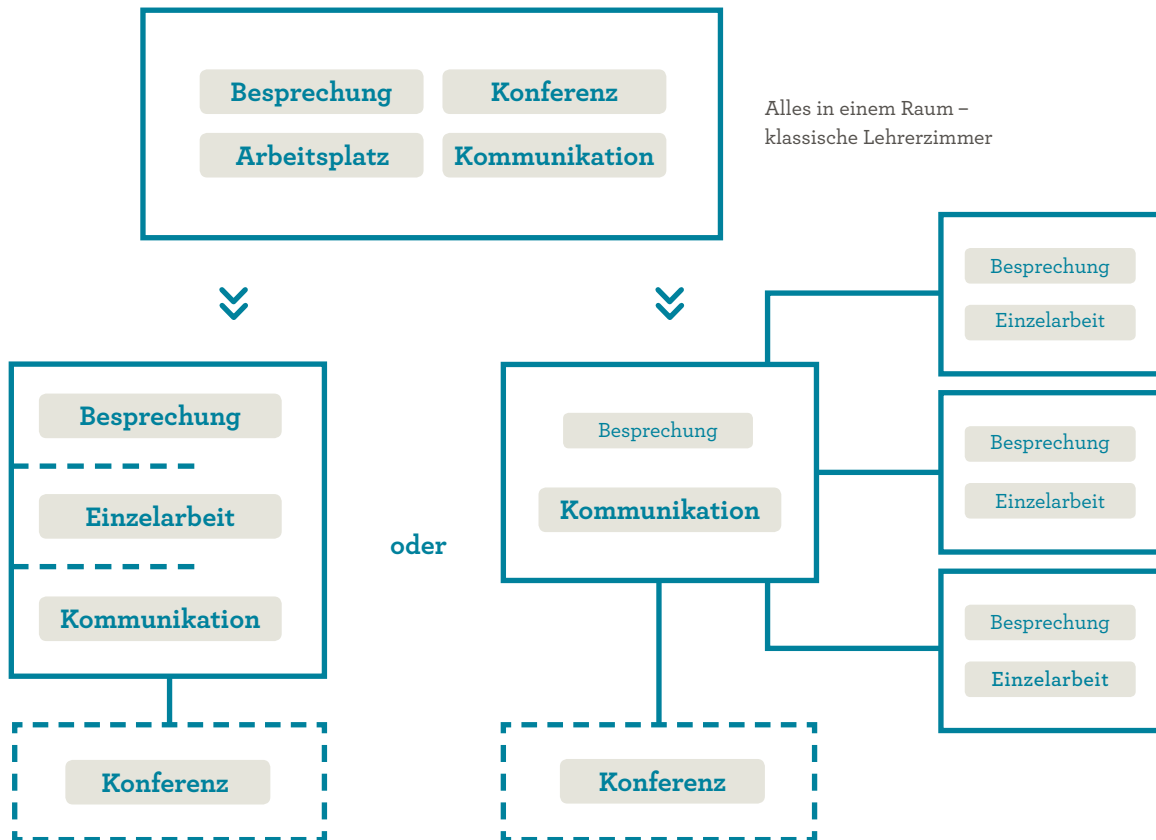 Besprechung
Konferenz
Arbeitsplatz
Kommunikation
Alles in einem Raum –
klassische Lehrerzimmer
Besprechung
Einzelarbeit
Kommunikation
Konferenz
oder
Besprechung
Kommunikation
Konferenz
Besprechung
Einzelarbeit
Besprechung
Einzelarbeit
Besprechung
Einzelarbeit